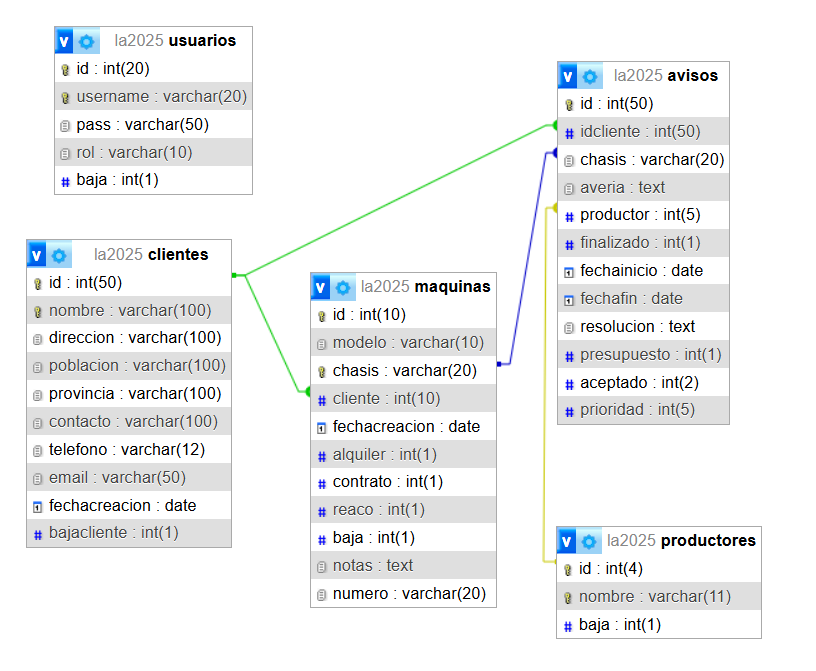 v la2025 usuarios
id : int(20)
username : varchar(20)
pass : varchar(50)
rol : varchar(10)
# baja : int(1)
v la2025 clientes
id : int(50)
nombre : varchar(100)
direccion : varchar(100)
poblacion : varchar(100)
provincia : varchar(100)
contacto : varchar(100)
telefono : varchar(12)
email : varchar(50)
fechacreacion : date
# bajacliente : int(1)
v la2025 maquinas
id : int(10)
modelo : varchar(10)
chasis : varchar(20)
# cliente : int(10)
fechacreacion : date
# alquiler : int(1)
# contrato : int(1)
# reaco : int(1)
# baja : int(1)
notas : text
numero : varchar(20)
v la2025 avisos
id : int(50)
# idcliente : int(50)
chasis : varchar(20)
averia : text
# productor : int(5)
# finalizado : int(1)
fechainicio : date
fechafin : date
resolucion : text
# presupuesto : int(1)
# aceptado : int(2)
# prioridad : int(5)
v la2025 productores
id : int(4)
nombre : varchar(11)
# baja : int(1)